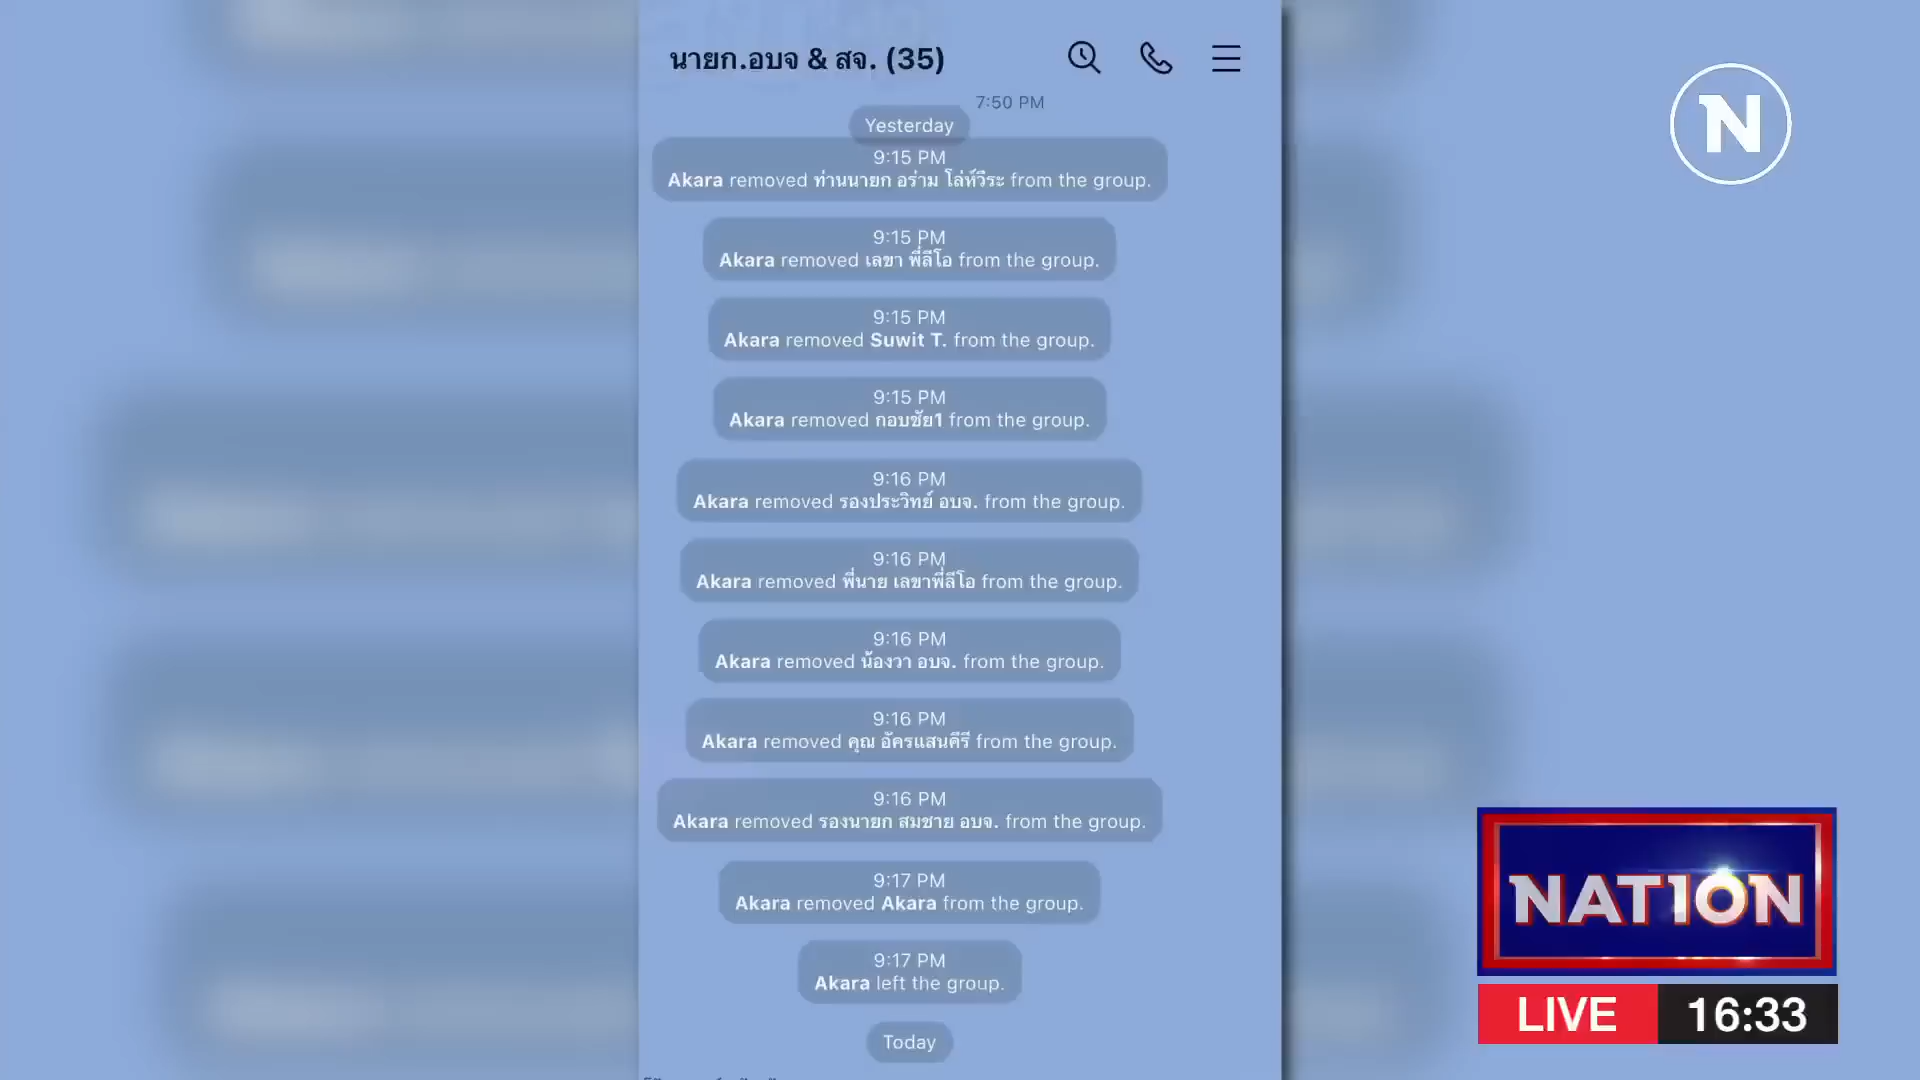 นายก.อบจ & สจ. (35)
7:50 PM
Yesterday
9:15 PM
Akara removed ท่านนายก อร่าม โล่ห์วีระ from the group.
9:15 PM
Akara removed เลขา พี่ลีโอ from the group.
9:15 PM
Akara removed Suwit T. from the group.
9:15 PM
Akara removed กอบชัย1 from the group.
9:16 PM
Akara removed รองประวิทย์ อบจ. from the group.
9:16 PM
Akara removed พี่นาย เลขาพี่ลีโอ from the group.
9:16 PM
Akara removed น้องวา อบจ. from the group.
9:16 PM
Akara removed คุณ อัครแสนคีรี from the group.
9:16 PM
Akara removed รองนายก สมชาย อบจ. from the group.
9:17 PM
Akara removed Akara from the group.
9:17 PM
Akara left the group.
Today
N
NATION
LIVE 16:33